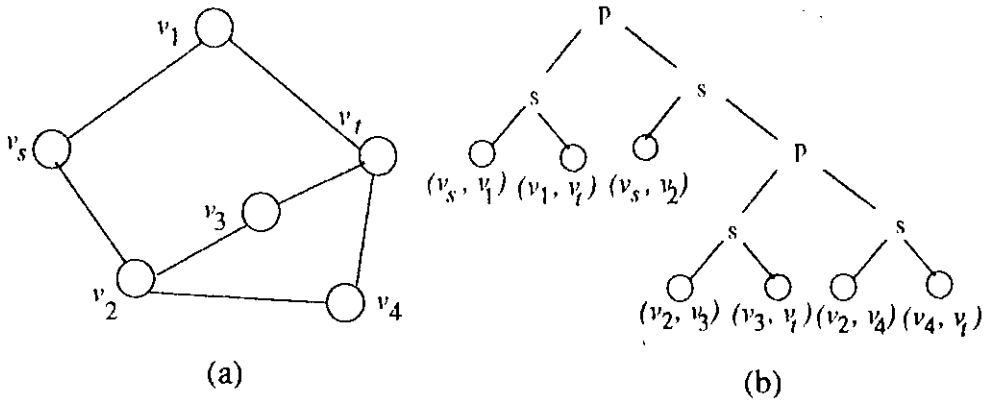 v₁
vₜ
vₛ
v₃
v₂
v₄
(a)
p
s s
p
(vₛ, v₁) (v₁, vₜ) (vₛ, v₂)
s s
(v₂, v₃) (v₃, vₜ) (v₂, v₄) (v₄, vₜ)
(b)